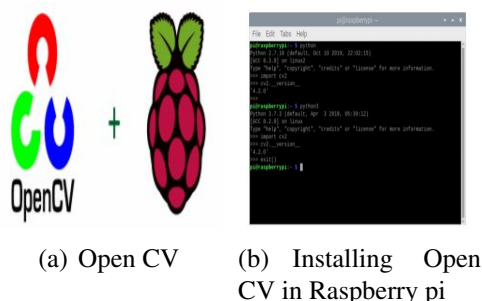 OpenCV
+
pi@raspberrypi: ~
File Edit Tabs Help
pi@raspberrypi:~ $ python
Python 2.7.16 (default, Oct 10 2019, 22:02:15)
[GCC 8.3.0] on linux2
Type "help", "copyright", "credits" or "license" for more information.
>>> import cv2
>>> cv2.__version__
'4.2.0'
>>>
pi@raspberrypi:~ $ python3
Python 3.7.3 (default, Apr  3 2019, 05:39:12)
[GCC 8.2.0] on linux
Type "help", "copyright", "credits" or "license" for more information.
>>> import cv2
>>> cv2.__version__
'4.2.0'
>>> exit()
pi@raspberrypi:~ $
(a) Open CV
(b) Installing Open
CV in Raspberry pi